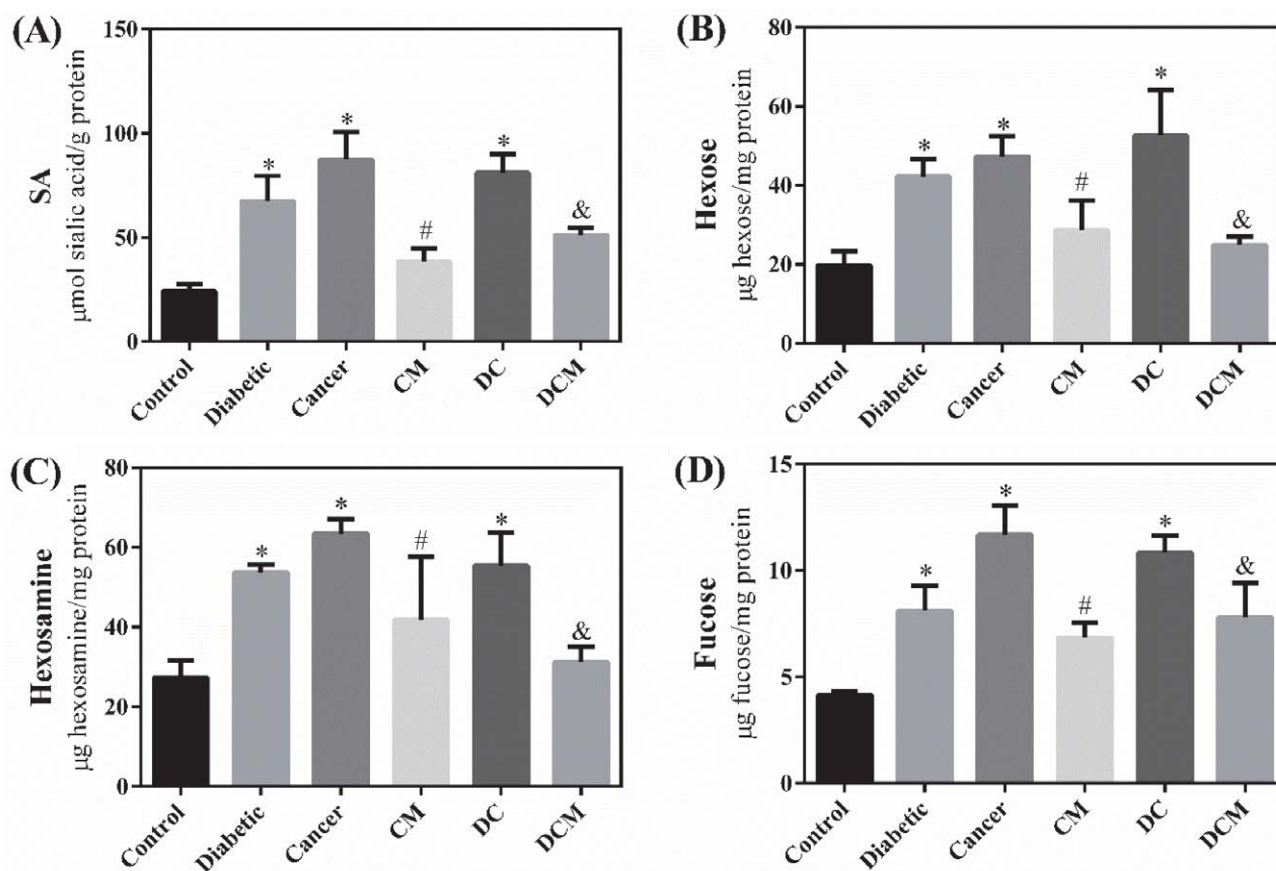 (A)
SA
μmol sialic acid/g protein
150
100
50
0
*
*
#
*
&
Control
Diabetic
Cancer
CM
DC
DCM
(B)
Hexose
μg hexose/mg protein
80
60
40
20
0
*
*
#
*
&
Control
Diabetic
Cancer
CM
DC
DCM
(C)
Hexosamine
μg hexosamine/mg protein
80
60
40
20
0
*
*
#
*
&
Control
Diabetic
Cancer
CM
DC
DCM
(D)
Fucose
μg fucose/mg protein
15
10
5
0
*
*
#
*
&
Control
Diabetic
Cancer
CM
DC
DCM